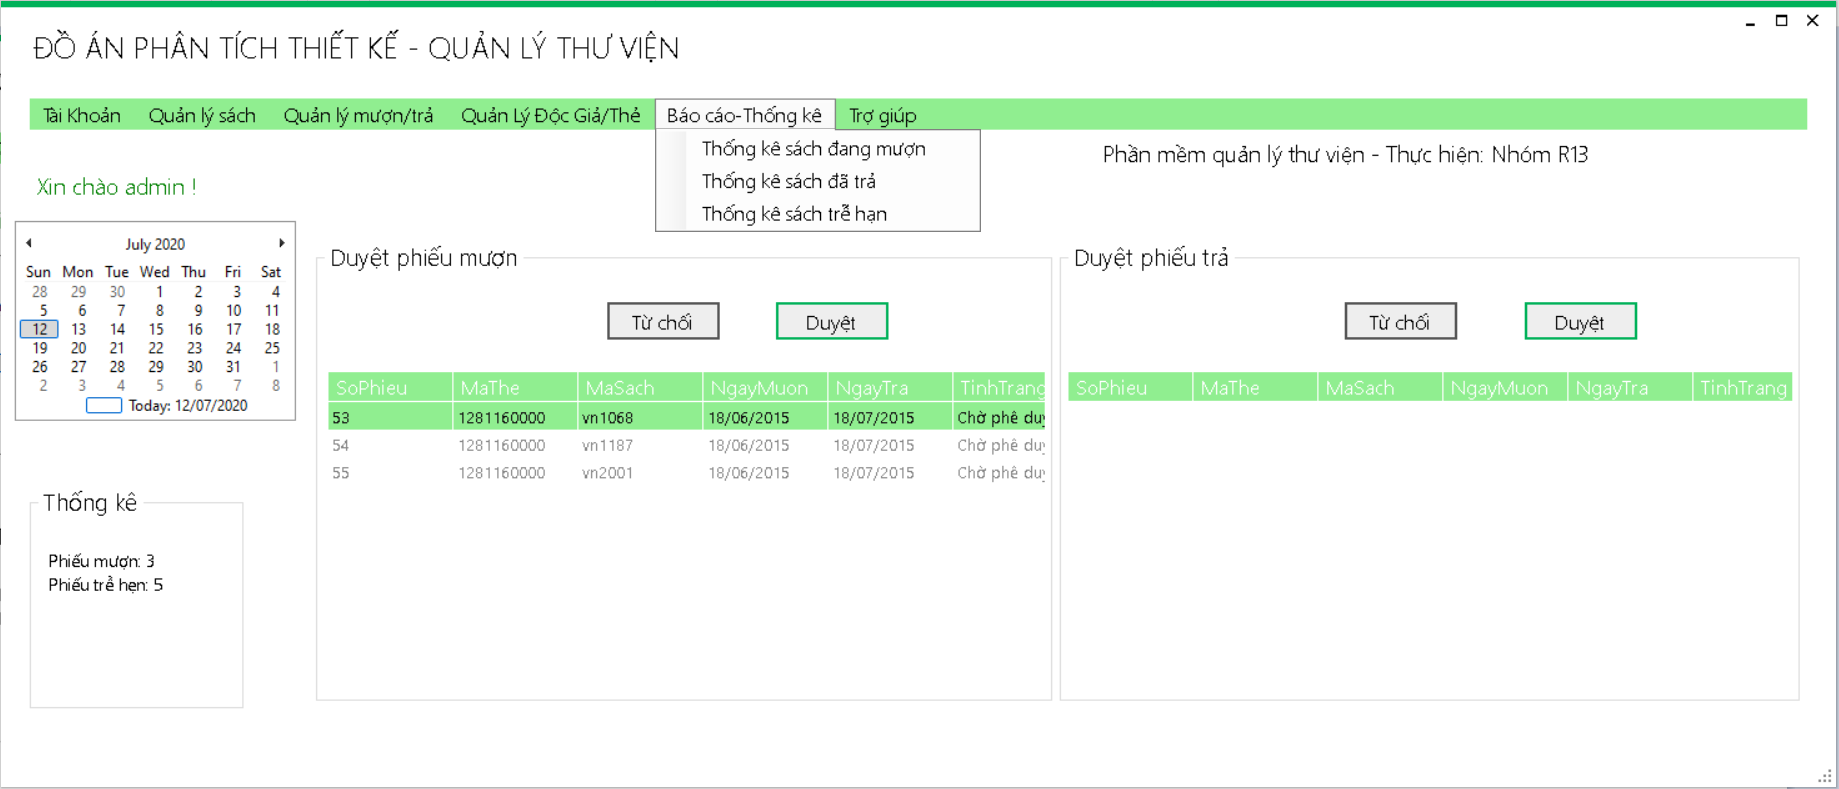 ĐỒ ÁN PHÂN TÍCH THIẾT KẾ - QUẢN LÝ THƯ VIỆN
Tài Khoản Quản lý sách Quản lý mượn/trả Quản Lý Độc Giả/Thẻ Báo cáo-Thống kê Trợ giúp
Thống kê sách đang mượn
Thống kê sách đã trả
Thống kê sách trễ hạn
Phần mềm quản lý thư viện - Thực hiện: Nhóm R13
Xin chào admin !
July 2020
Sun Mon Tue Wed Thu Fri Sat
28 29 30 1 2 3 4
5 6 7 8 9 10 11
12 13 14 15 16 17 18
19 20 21 22 23 24 25
26 27 28 29 30 31 1
2 3 4 5 6 7 8
Today: 12/07/2020
Thống kê
Phiếu mượn: 3
Phiếu trễ hẹn: 5
Duyệt phiếu mượn
Từ chối Duyệt
SoPhieu MaThe MaSach NgayMuon NgayTra TinhTrang
53 1281160000 vn1068 18/06/2015 18/07/2015 Chờ phê duy
54 1281160000 vn1187 18/06/2015 18/07/2015 Chờ phê duy
55 1281160000 vn2001 18/06/2015 18/07/2015 Chờ phê duy
Duyệt phiếu trả
Từ chối Duyệt
SoPhieu MaThe MaSach NgayMuon NgayTra TinhTrang